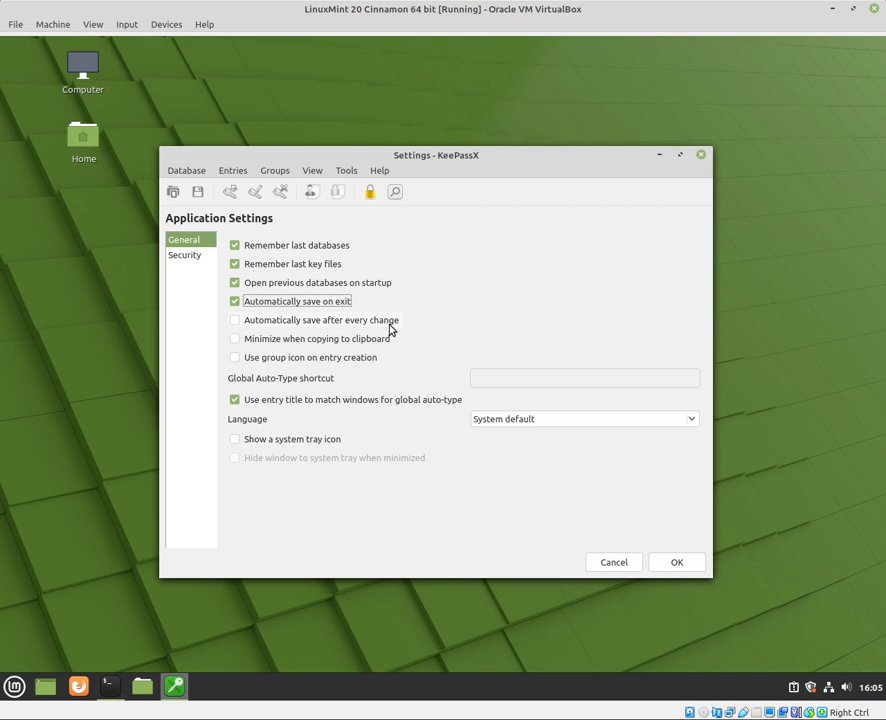 LinuxMint 20 Cinnamon 64 bit [Running] - Oracle VM VirtualBox
File Machine View Input Devices Help
Computer
Home
Settings - KeePassX
Database Entries Groups View Tools Help
Application Settings
General
Security
Remember last databases
Remember last key files
Open previous databases on startup
Automatically save on exit
Automatically save after every change
Minimize when copying to clipboard
Use group icon on entry creation
Global Auto-Type shortcut
Use entry title to match windows for global auto-type
Language System default
Show a system tray icon
Hide window to system tray when minimized
Cancel OK
16:05
Right Ctrl